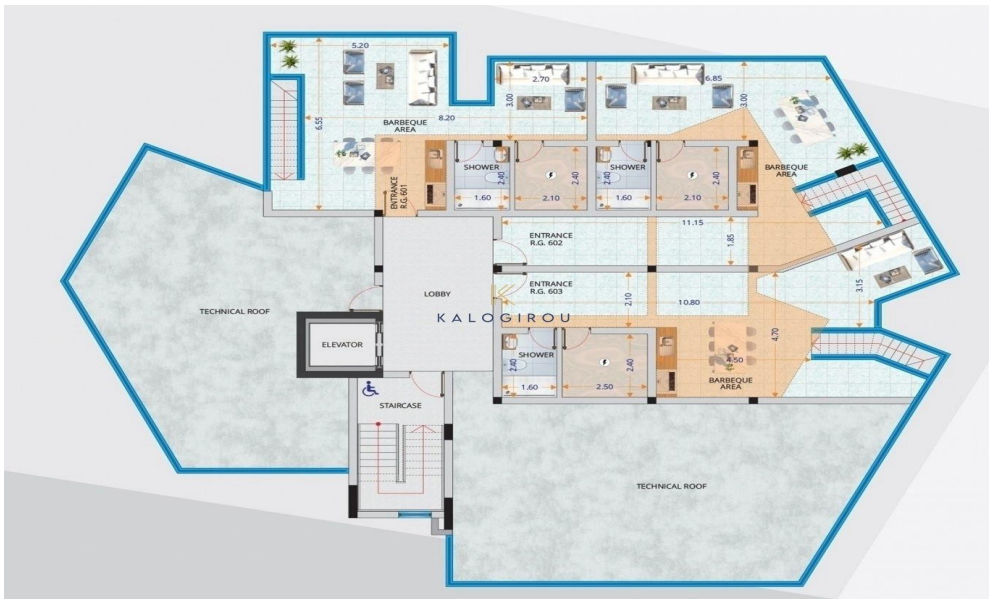 5.20
2.70
6.85
3.00
3.00
6.55
8.20
BARBEQUE
AREA
SHOWER
2.40
2.40
SHOWER
2.40
2.40
BARBEQUE
AREA
ENTRANCE
R.G. 601
1.60
2.10
1.60
2.10
11.15
ENTRANCE
R.G. 602
1.85
ENTRANCE
R.G. 603
3.15
LOBBY
2.10
10.80
TECHNICAL ROOF
KALOGIROU
4.70
ELEVATOR
SHOWER
2.40
2.40
4.50
BARBEQUE
AREA
1.60
2.50
STAIRCASE
TECHNICAL ROOF